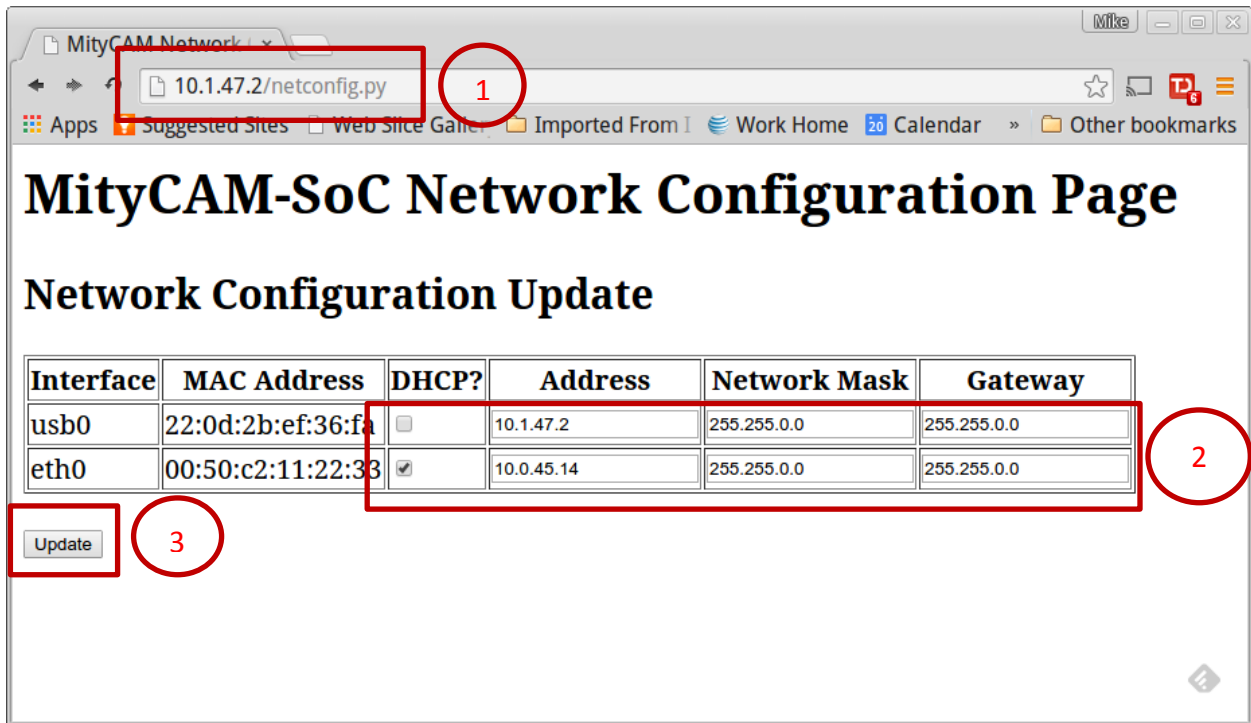 Mike
MityCAM Network
10.1.47.2/netconfig.py
1
6
Apps Suggested Sites Web Slice Galler Imported From I Work Home 20 Calendar » Other bookmarks
MityCAM-SoC Network Configuration Page
Network Configuration Update
Interface MAC Address DHCP? Address Network Mask Gateway
usb0 22:0d:2b:ef:36:fa 10.1.47.2 255.255.0.0 255.255.0.0
eth0 00:50:c2:11:22:33 10.0.45.14 255.255.0.0 255.255.0.0
2
Update
3